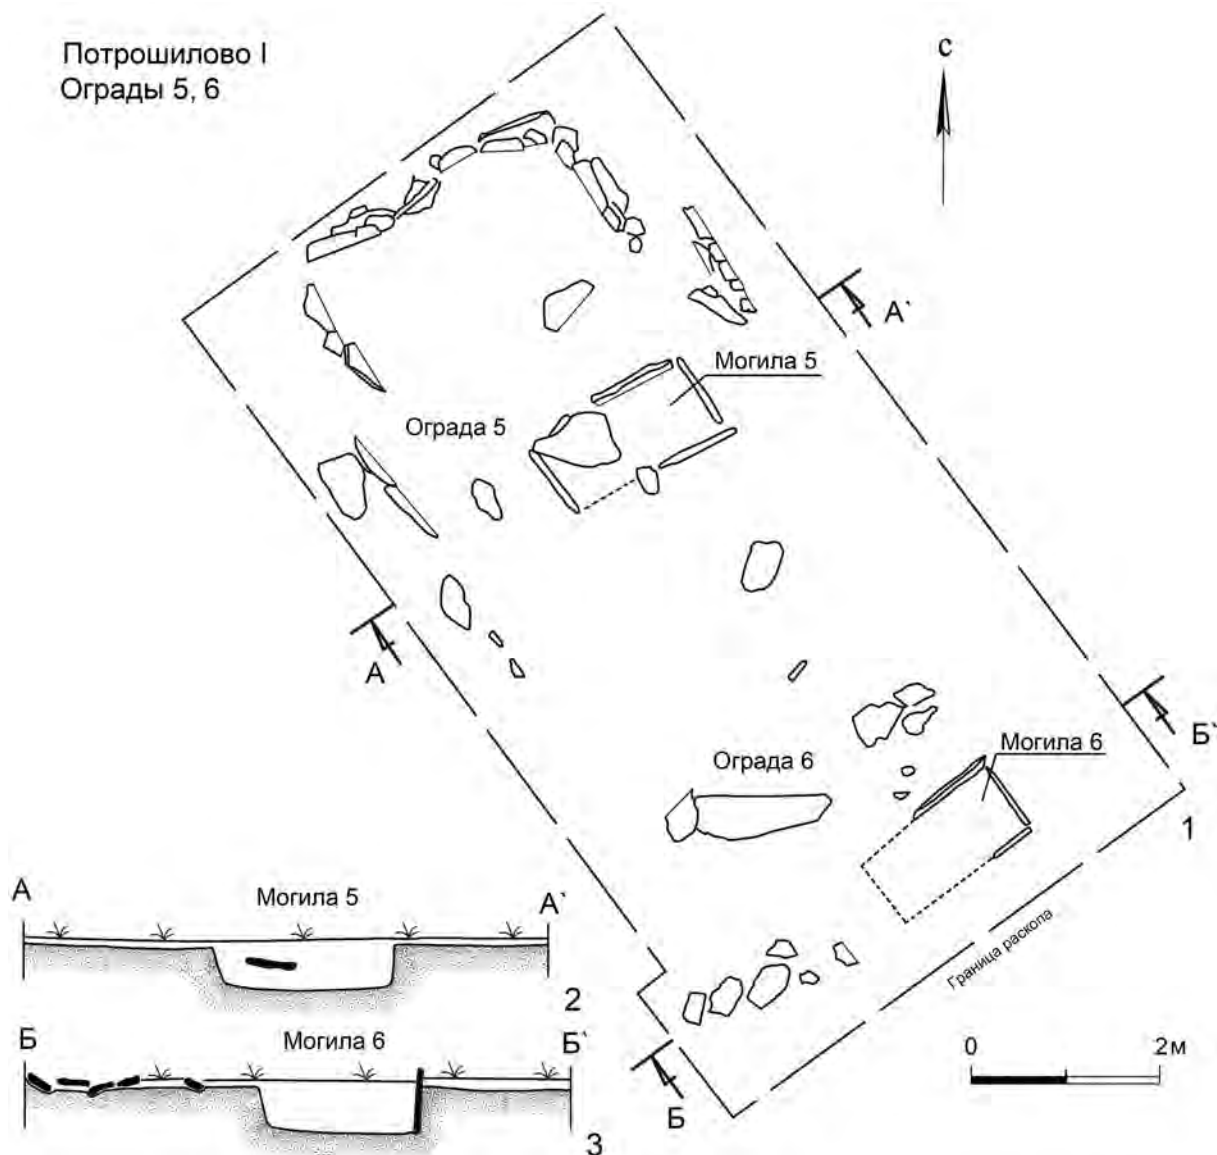 Потрошилово I
Ограды 5, 6
С
А`
Могила 5
Ограда 5
А
Б`
Могила 6
Ограда 6
1
Граница раскопа
Б
0 2 м
А А`
Могила 5
2
Б Б`
Могила 6
3